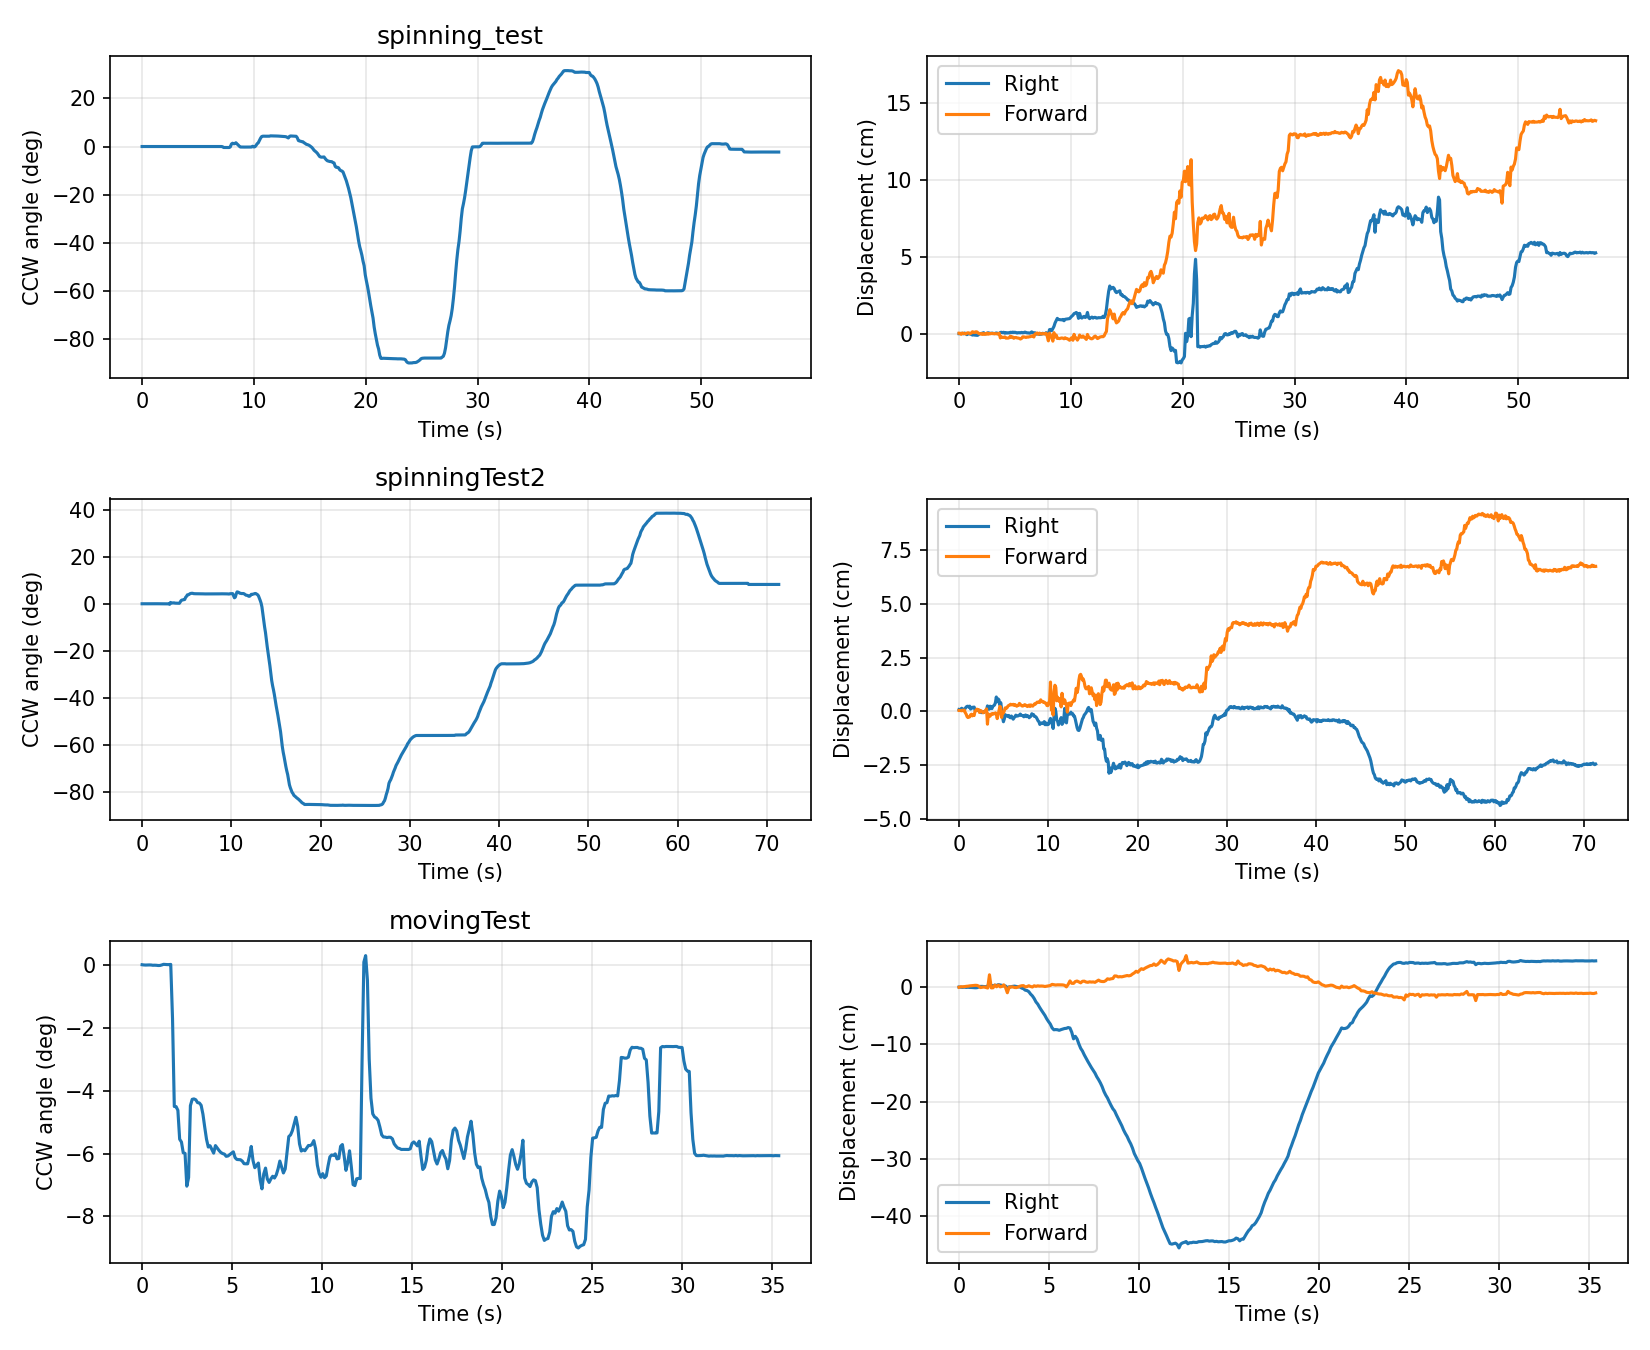 spinning_test
CCW angle (deg)
20
0
−20
−40
−60
−80
0 10 20 30 40 50
Time (s)
Displacement (cm)
Right
Forward
15
10
5
0
0 10 20 30 40 50
Time (s)
spinningTest2
CCW angle (deg)
40
20
0
−20
−40
−60
−80
0 10 20 30 40 50 60 70
Time (s)
Displacement (cm)
Right
Forward
7.5
5.0
2.5
0.0
−2.5
−5.0
0 10 20 30 40 50 60 70
Time (s)
movingTest
CCW angle (deg)
0
−2
−4
−6
−8
0 5 10 15 20 25 30 35
Time (s)
Displacement (cm)
0
−10
−20
−30
−40
Right
Forward
0 5 10 15 20 25 30 35
Time (s)